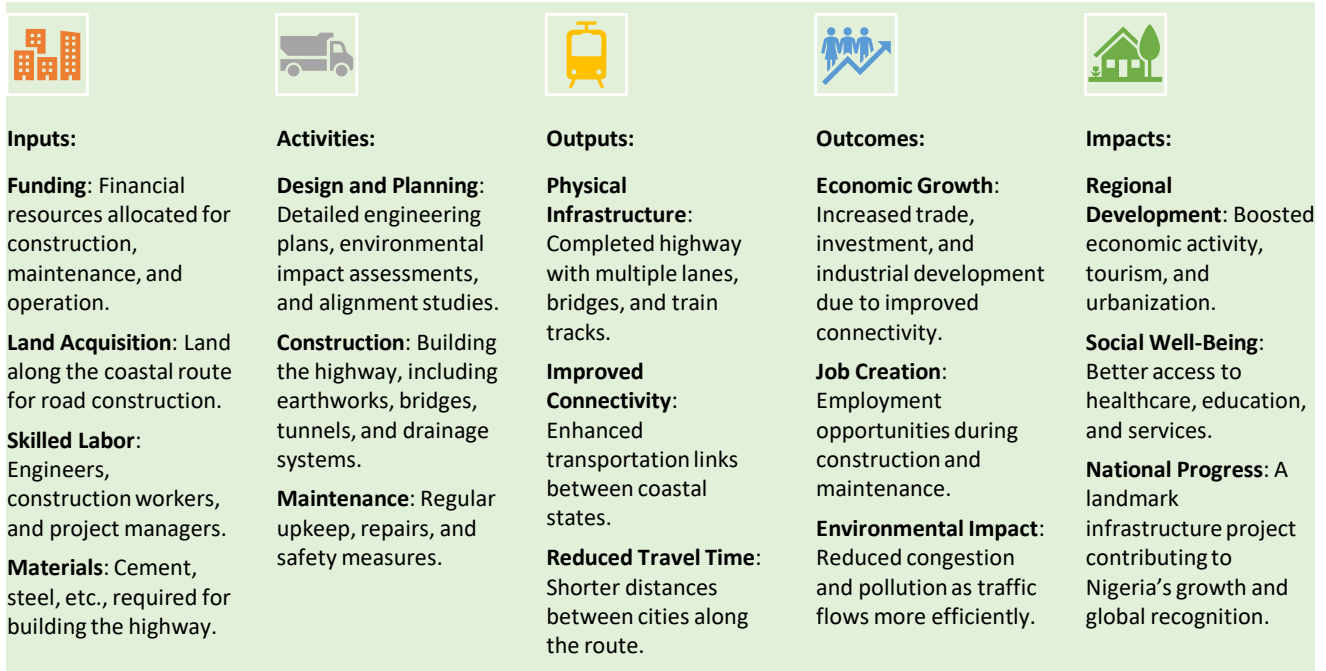 Inputs:
Funding: Financial
resources allocated for
construction,
maintenance, and
operation.
Land Acquisition: Land
along the coastal route
for road construction.
Skilled Labor:
Engineers,
construction workers,
and project managers.
Materials: Cement,
steel, etc., required for
building the highway.
Activities:
Design and Planning:
Detailed engineering
plans, environmental
impact assessments,
and alignment studies.
Construction: Building
the highway, including
earthworks, bridges,
tunnels, and drainage
systems.
Maintenance: Regular
upkeep, repairs, and
safety measures.
Outputs:
Physical
Infrastructure:
Completed highway
with multiple lanes,
bridges, and train
tracks.
Improved
Connectivity:
Enhanced
transportation links
between coastal
states.
Reduced Travel Time:
Shorter distances
between cities along
the route.
Outcomes:
Economic Growth:
Increased trade,
investment, and
industrial development
due to improved
connectivity.
Job Creation:
Employment
opportunities during
construction and
maintenance.
Environmental Impact:
Reduced congestion
and pollution as traffic
flows more efficiently.
Impacts:
Regional
Development: Boosted
economic activity,
tourism, and
urbanization.
Social Well-Being:
Better access to
healthcare, education,
and services.
National Progress: A
landmark
infrastructure project
contributing to
Nigeria’s growth and
global recognition.